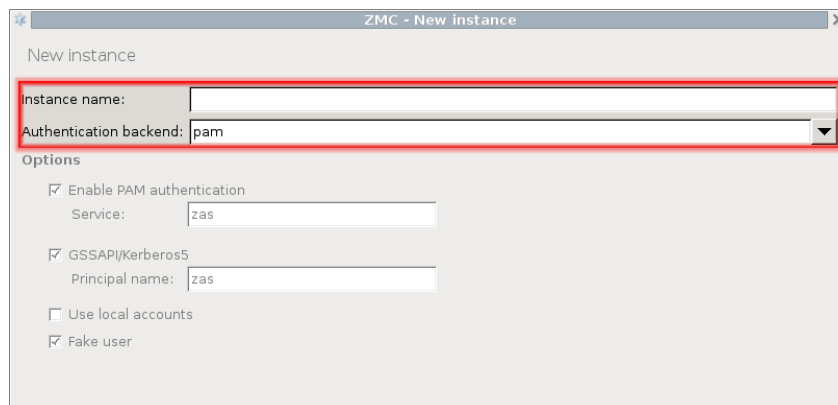 ZMC - New instance
New instance
Instance name:
Authentication backend: pam
Options
Enable PAM authentication
Service: zas
GSSAPI/Kerberos5
Principal name: zas
Use local accounts
Fake user